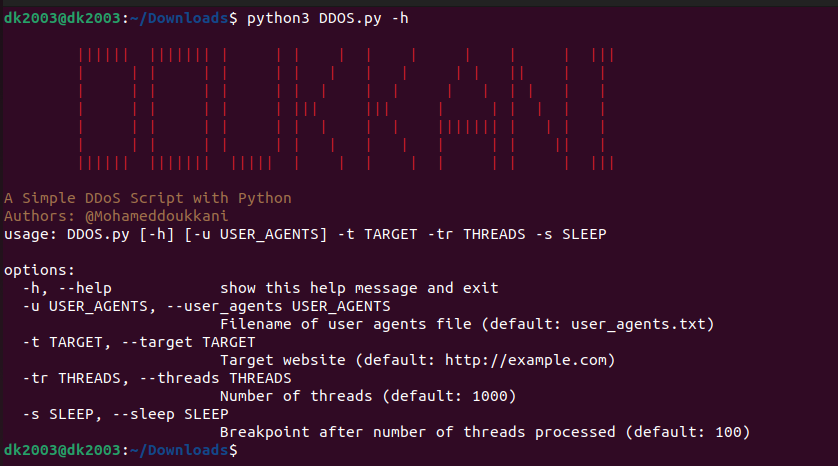 dk2003@dk2003:~/Downloads$ python3 DDOS.py -h
DOUKKANI
A Simple DDoS Script with Python
Authors: @Mohameddoukkani
usage: DDOS.py [-h] [-u USER_AGENTS] -t TARGET -tr THREADS -s SLEEP
options:
-h, --help show this help message and exit
-u USER_AGENTS, --user_agents USER_AGENTS
Filename of user agents file (default: user_agents.txt)
-t TARGET, --target TARGET
Target website (default: http://example.com)
-tr THREADS, --threads THREADS
Number of threads (default: 1000)
-s SLEEP, --sleep SLEEP
Breakpoint after number of threads processed (default: 100)
dk2003@dk2003:~/Downloads$